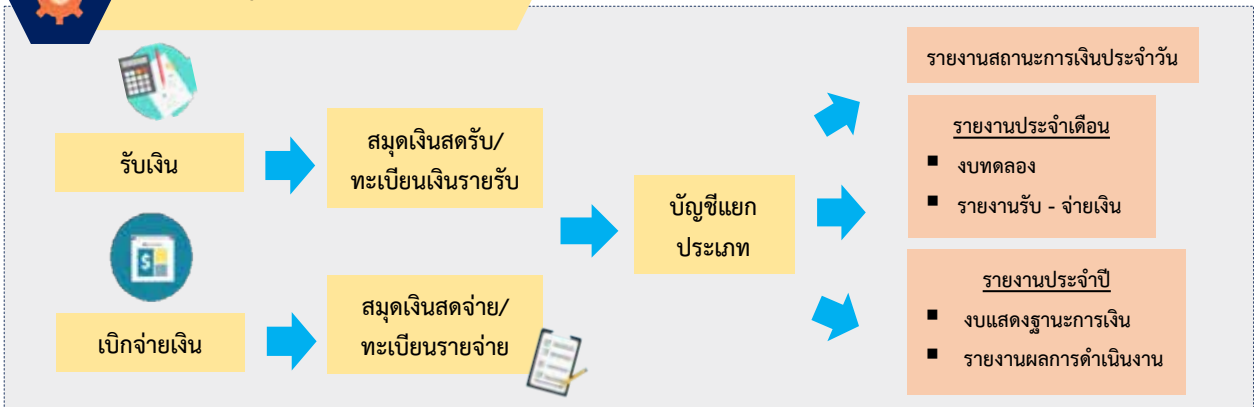 รับเงิน
สมุดเงินสดรับ/
ทะเบียนเงินรายรับ
เบิกจ่ายเงิน
สมุดเงินสดจ่าย/
ทะเบียนรายจ่าย
บัญชีแยก
ประเภท
รายงานสถานะการเงินประจำวัน
รายงานประจำเดือน
▪ งบทดลอง
▪ รายงานรับ - จ่ายเงิน
รายงานประจำปี
▪ งบแสดงฐานะการเงิน
▪ รายงานผลการดำเนินงาน